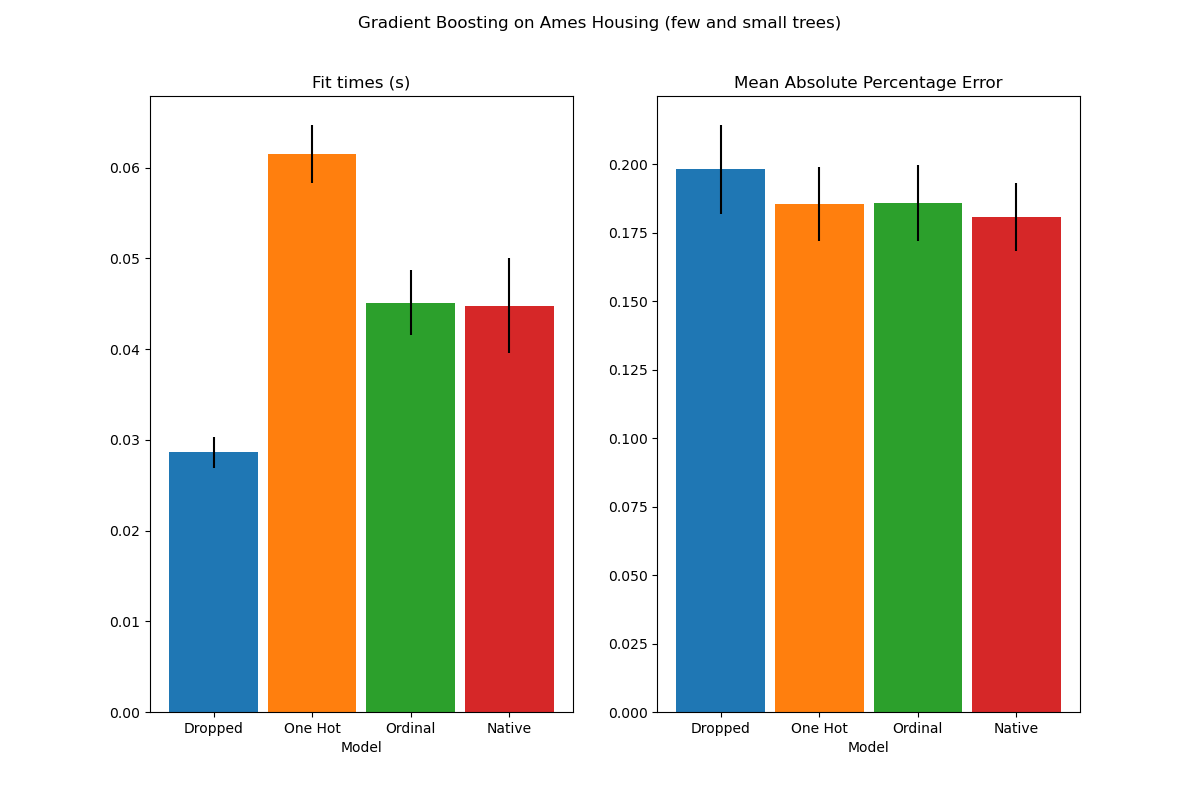 Gradient Boosting on Ames Housing (few and small trees)
Fit times (s)
0.06
0.05
0.04
0.03
0.02
0.01
0.00
Dropped One Hot Ordinal Native
Model
Mean Absolute Percentage Error
0.200
0.175
0.150
0.125
0.100
0.075
0.050
0.025
0.000
Dropped One Hot Ordinal Native
Model